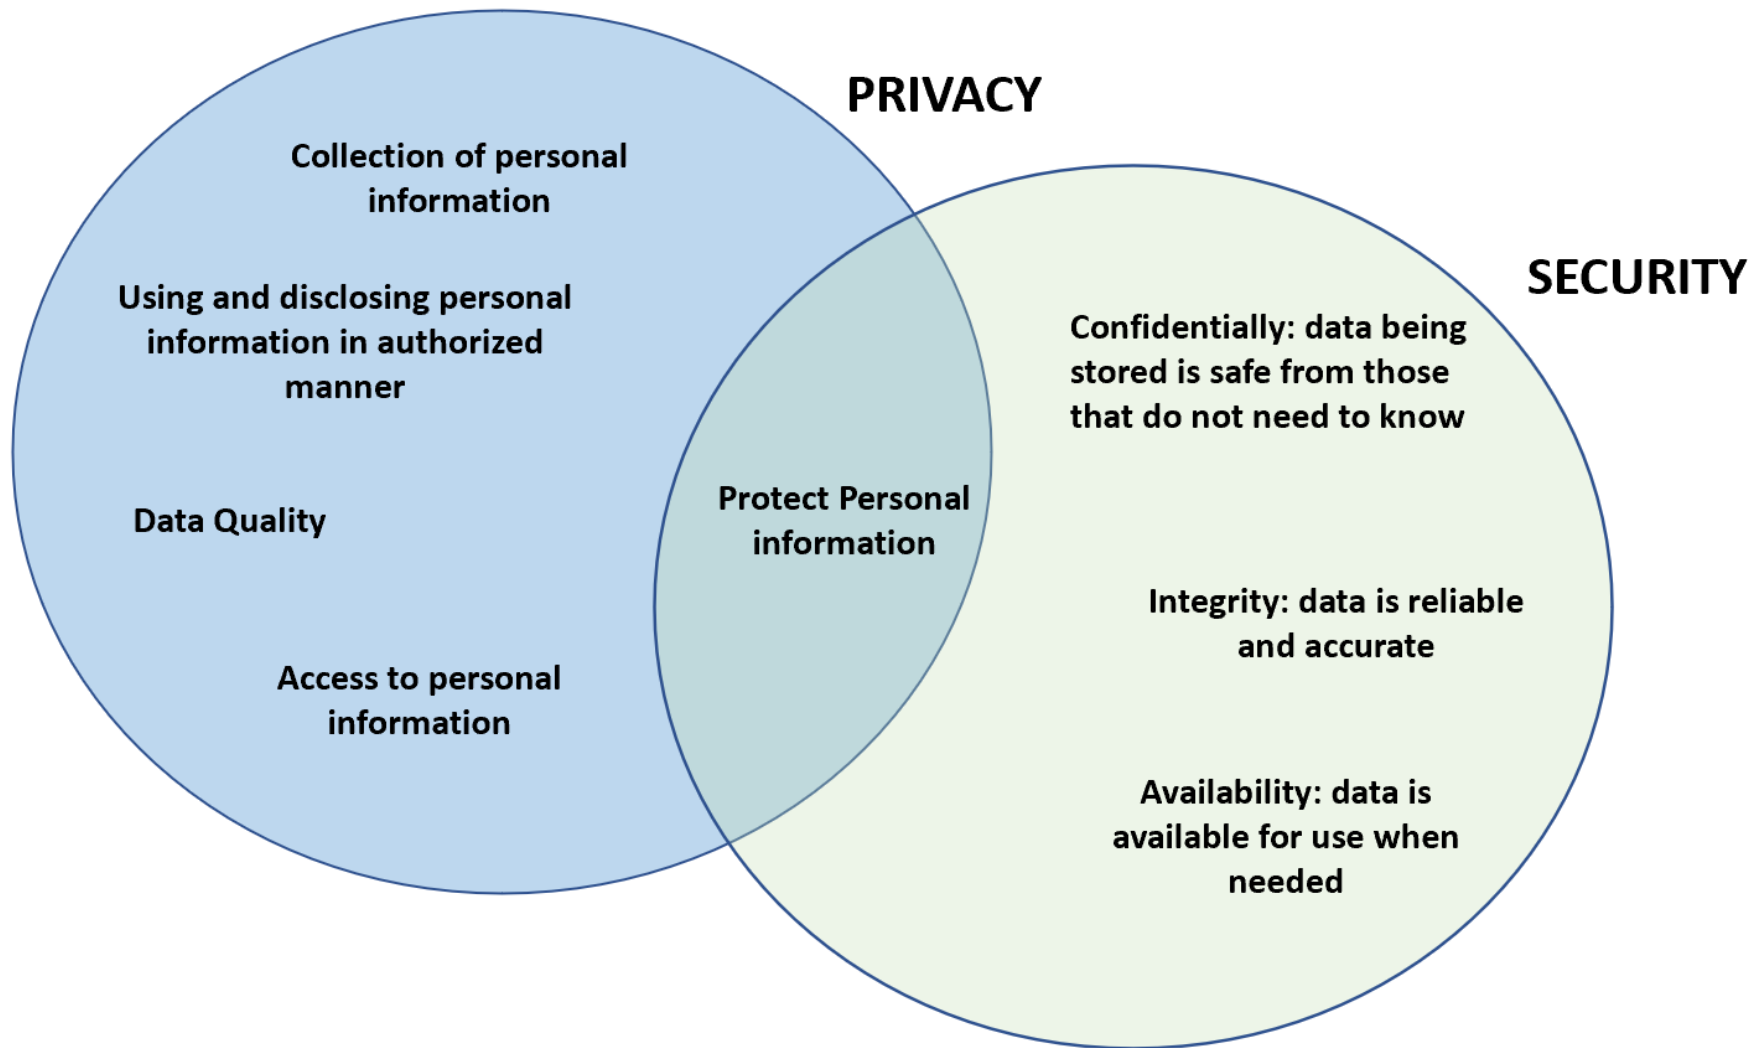 PRIVACY
Collection of personal
information
Using and disclosing personal
information in authorized
manner
Data Quality
Access to personal
information
Protect Personal
information
SECURITY
Confidentially: data being
stored is safe from those
that do not need to know
Integrity: data is reliable
and accurate
Availability: data is
available for use when
needed